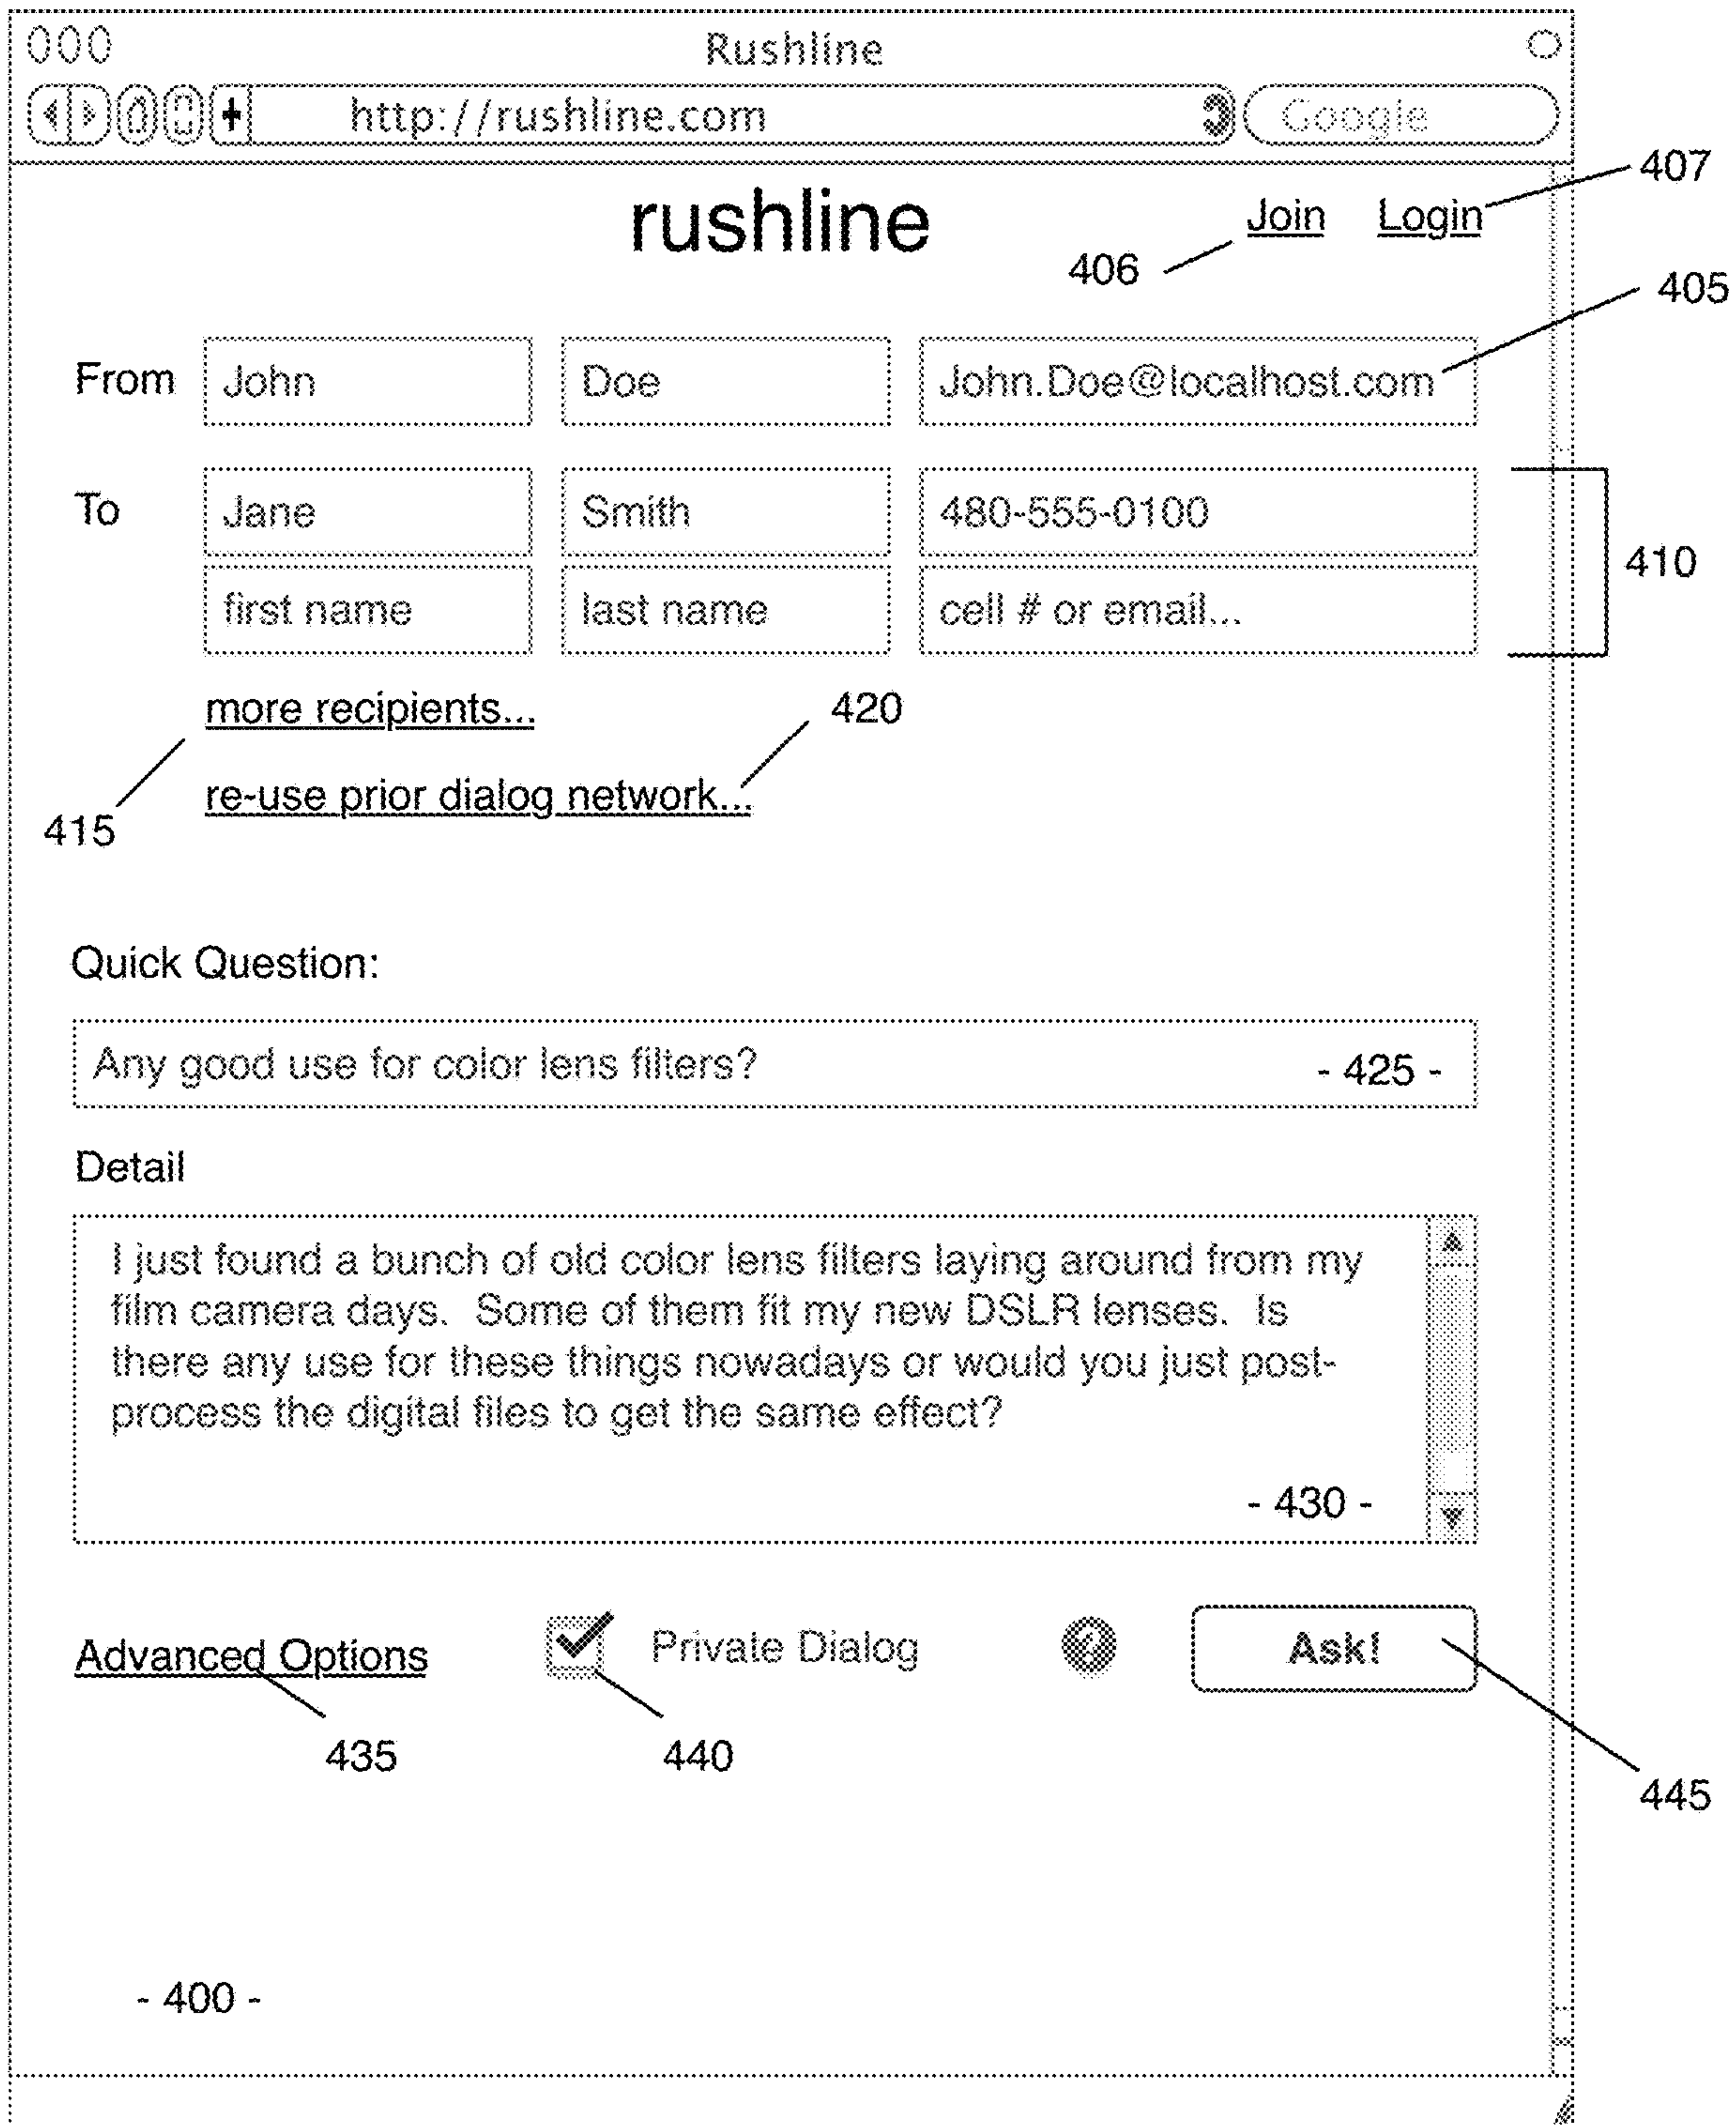 Rushline
http://rushline.com
Google
407
rushline
Join Login
406
405
From John Doe John.Doe@localhost.com
To Jane Smith 480-555-0100
410
first name last name cell # or email...
more recipients...
420
re-use prior dialog network...
415
Quick Question:
Any good use for color lens filters? - 425 -
Detail
I just found a bunch of old color lens filters laying around from my
film camera days. Some of them fit my new DSLR lenses. Is
there any use for these things nowadays or would you just post-
process the digital files to get the same effect?
- 430 -
Advanced Options Private Dialog ? Ask!
435 440
445
- 400 -